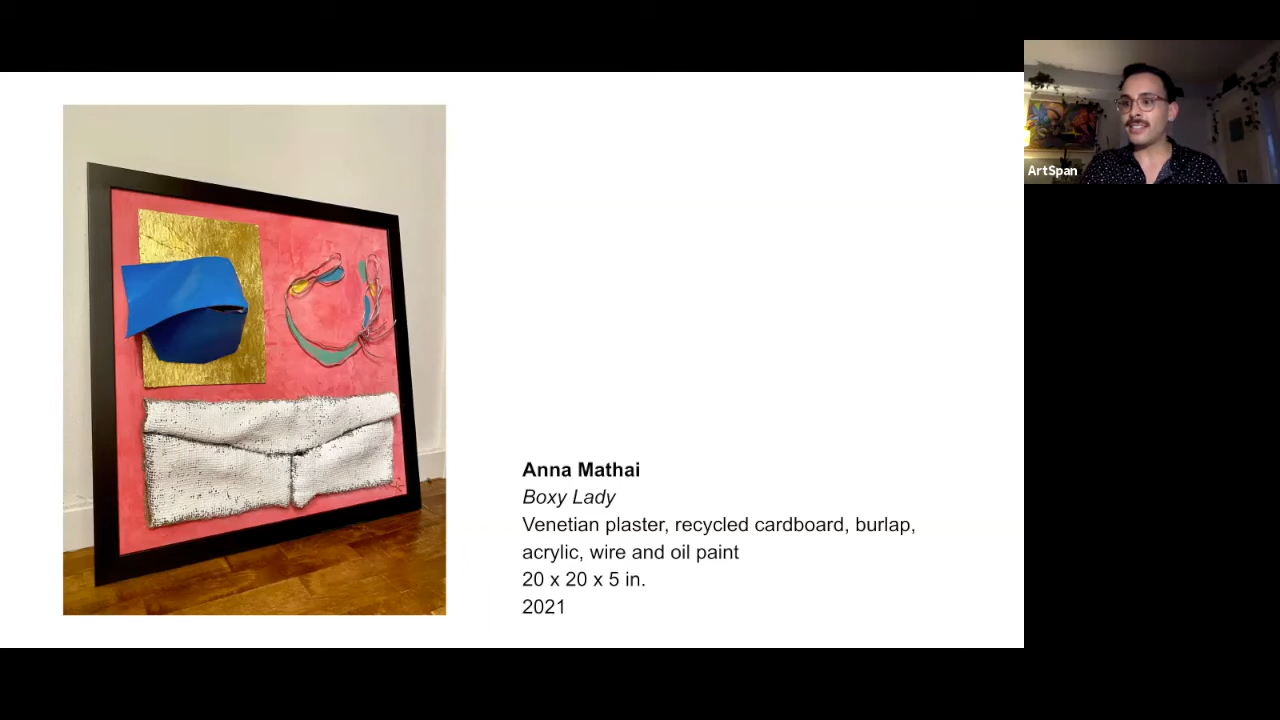 ArtSpan
Anna Mathai
Boxy Lady
Venetian plaster, recycled cardboard, burlap,
acrylic, wire and oil paint
20 x 20 x 5 in.
2021